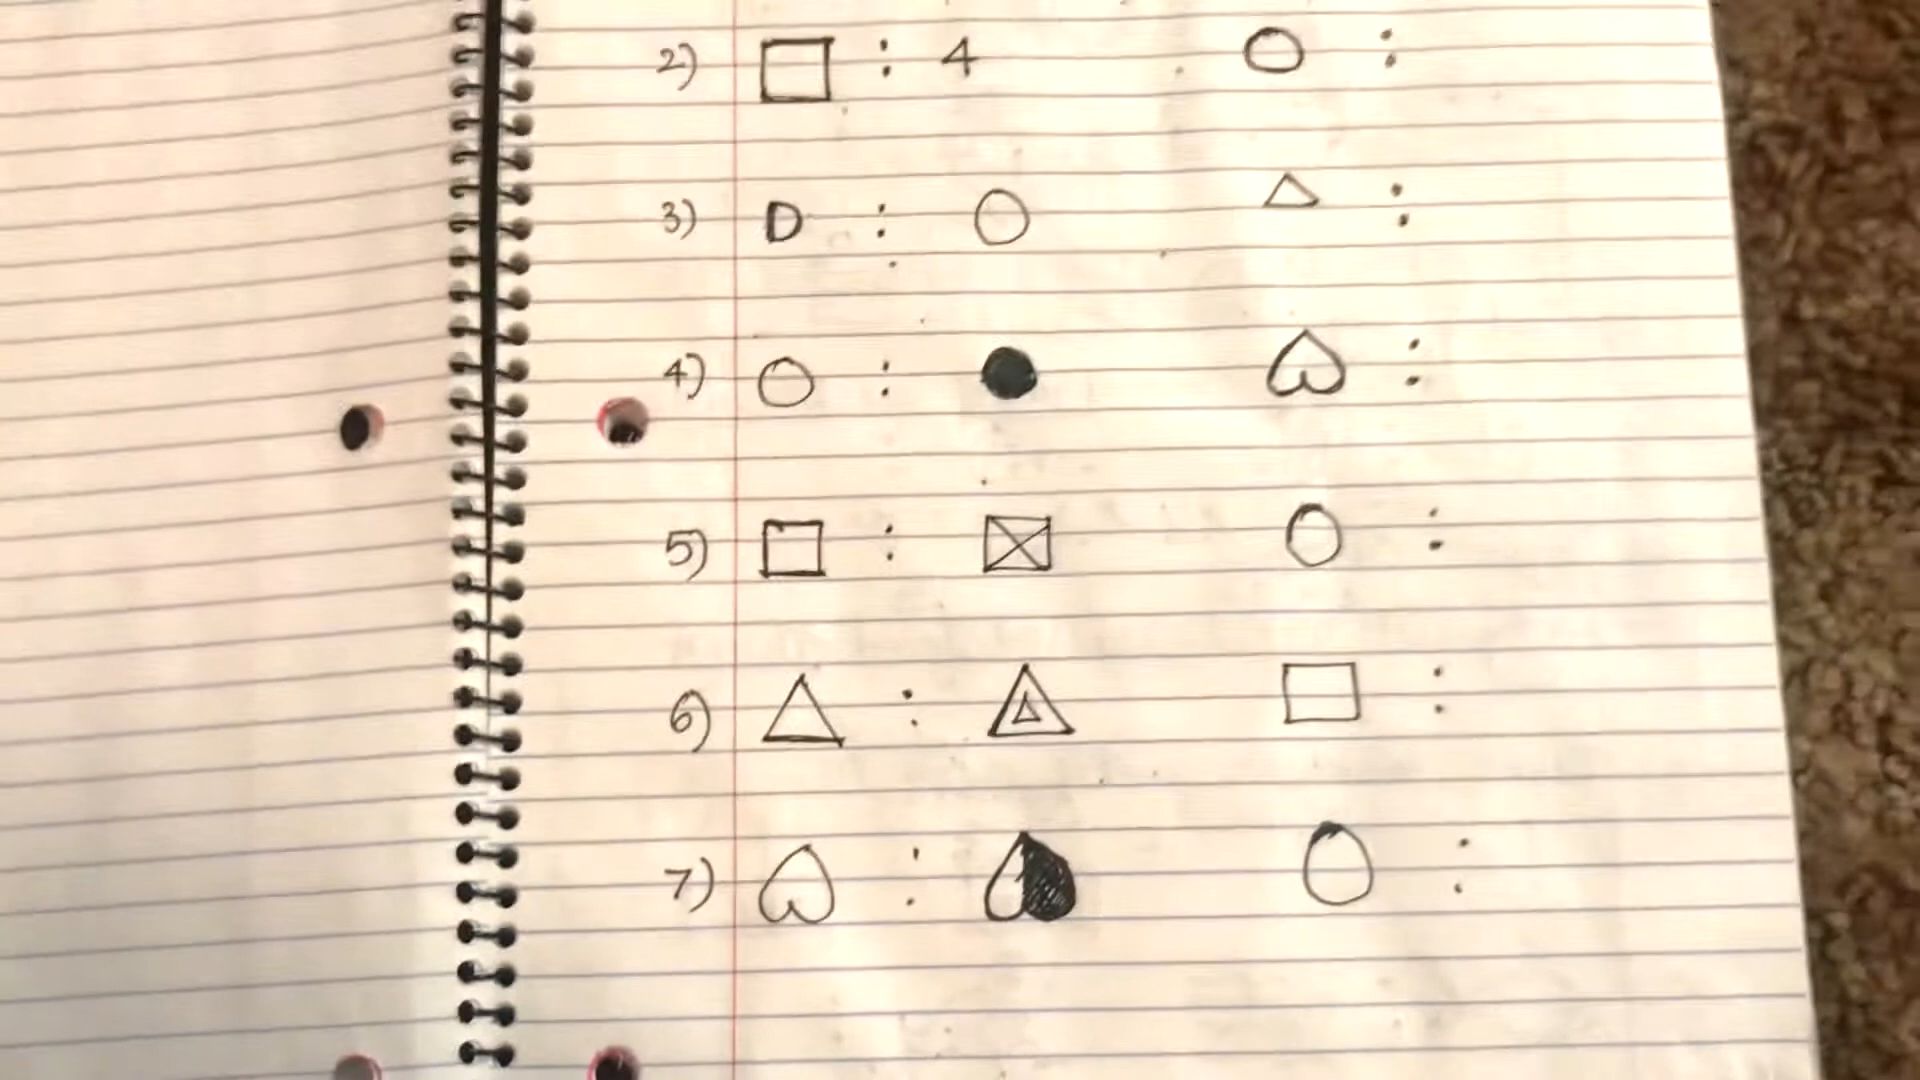 2) □ : 4 ○ :
3) D : ○ △ :
4) ○ : ● ♡ :
5) □ : ☒ ○ :
6) △ : △ □ :
7) ♡ : ♡ ○ :